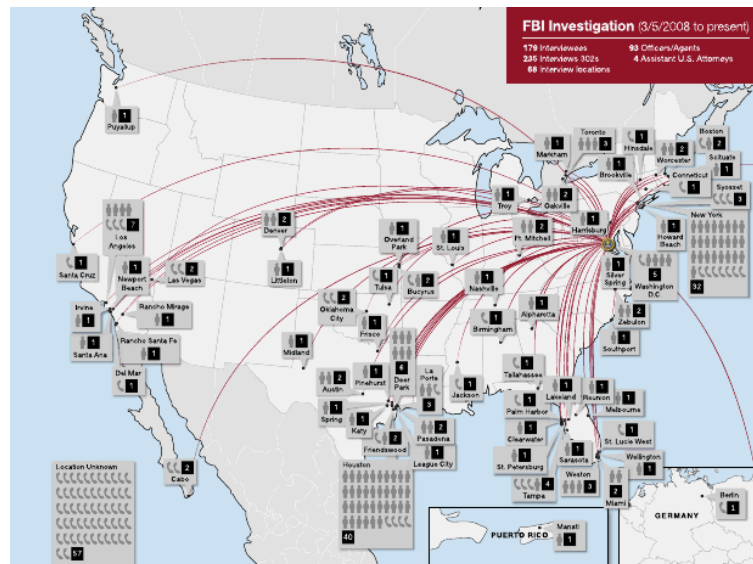 FBI Investigation (3/5/2008 to present)
179 Interviewees
235 Interviews 302s
68 Interview locations
93 Officers/Agents
4 Assistant U.S. Attorneys
1
Puyallup
Toronto
3
1
Markham
1
Hinsdale
Boston
2
2
Worcester
Scituate
1
1
Brookville
Connecticut
1
Syosset
3
1
Troy
2
Oakville
1
Harrisburg
1
Howard
Beach
New York
32
2
Denver
1
Overland
Park
1
St. Louis
2
Ft. Mitchell
7
Los
Angeles
1
Santa Cruz
1
Newport
Beach
2
Las Vegas
1
Littleton
1
Tulsa
2
Bucyrus
1
Nashville
1
Silver
Spring
5
Washington
D.C
Irvine
1
Rancho Mirage
1
2
Oklahoma
City
1
Alpharetta
2
Zebulon
1
Santa Ana
Rancho Santa Fe
1
1
Frisco
1
Birmingham
1
Southport
1
Midland
Del Mar
1
6
Deer
Park
La
Porte
3
1
Tallahassee
2
Austin
1
Pinehurst
1
Jackson
1
Lakeland
1
Reunion
1
Melbourne
1
Spring
1
Katy
2
Friendswood
2
Pasadena
1
League City
1
Palm Harbor
1
Clearwater
1
St. Lucie West
1
St. Petersburg
1
Sarasota
Wellington
1
4
Tampa
Weston
3
2
Miami
Location Unknown
57
2
Cabo
Houston
40
PUERTO RICO
Manati
1
GERMANY
Berlin
1